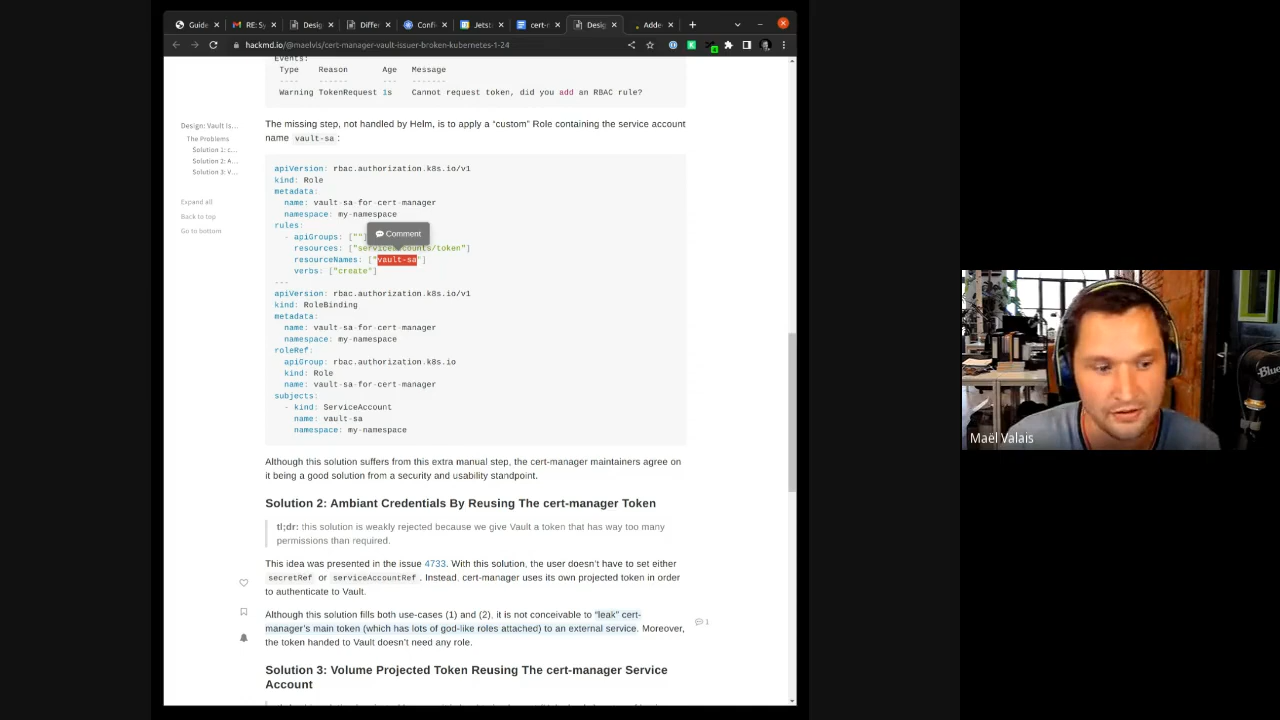 Guide
RE: Sy
Desig
Differ
Confi
Jetst
cert-m
Desig
Adde
hackmd.io/@maelvls/cert-manager-vault-issuer-broken-kubernetes-1-24
Events:
Type Reason Age Message
---- ------ --- -------
Warning TokenRequest 1s Cannot request token, did you add an RBAC rule?
The missing step, not handled by Helm, is to apply a “custom” Role containing the service account
name vault-sa :
Design: Vault Is...
The Problems
Solution 1: c...
Solution 2: A...
Solution 3: V...
Expand all
Back to top
Go to bottom
apiVersion: rbac.authorization.k8s.io/v1
kind: Role
metadata:
name: vault-sa-for-cert-manager
namespace: my-namespace
rules:
Comment
- apiGroups: [""]
resources: ["serviceaccounts/token"]
resourceNames: ["vault-sa"]
verbs: ["create"]
---
apiVersion: rbac.authorization.k8s.io/v1
kind: RoleBinding
metadata:
name: vault-sa-for-cert-manager
namespace: my-namespace
roleRef:
apiGroup: rbac.authorization.k8s.io
kind: Role
name: vault-sa-for-cert-manager
subjects:
- kind: ServiceAccount
name: vault-sa
namespace: my-namespace
Although this solution suffers from this extra manual step, the cert-manager maintainers agree on
it being a good solution from a security and usability standpoint.
Solution 2: Ambiant Credentials By Reusing The cert-manager Token
tl;dr: this solution is weakly rejected because we give Vault a token that has way too many
permissions than required.
This idea was presented in the issue 4733. With this solution, the user doesn’t have to set either
secretRef or serviceAccountRef . Instead, cert-manager uses its own projected token in order
to authenticate to Vault.
Although this solution fills both use-cases (1) and (2), it is not conceivable to “leak” cert-
manager’s main token (which has lots of god-like roles attached) to an external service. Moreover,
the token handed to Vault doesn’t need any role.
1
Solution 3: Volume Projected Token Reusing The cert-manager Service
Account
Maël Valais
Blue